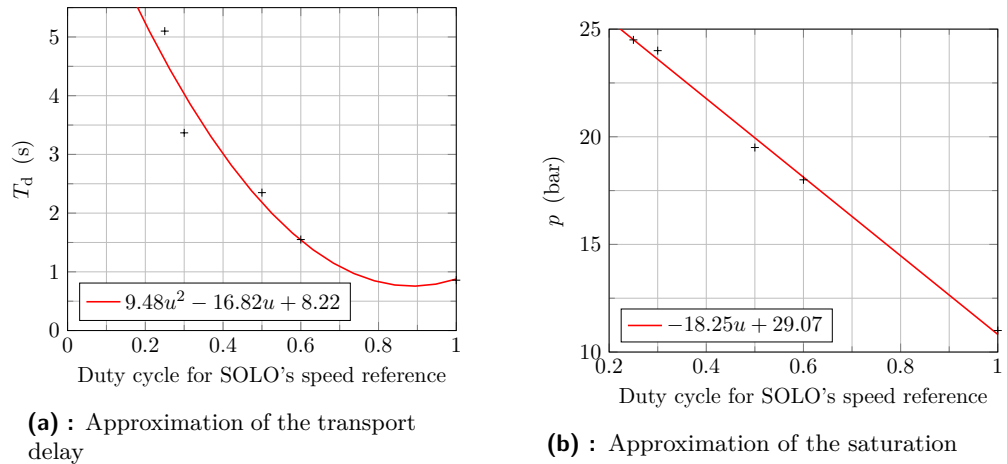 5
4
3
2
1
0
T_d (s)
9.48u² − 16.82u + 8.22
0 0.2 0.4 0.6 0.8 1
Duty cycle for SOLO's speed reference
(a) : Approximation of the transport
delay
25
20
15
10
p (bar)
−18.25u + 29.07
0.2 0.4 0.6 0.8 1
Duty cycle for SOLO's speed reference
(b) : Approximation of the saturation